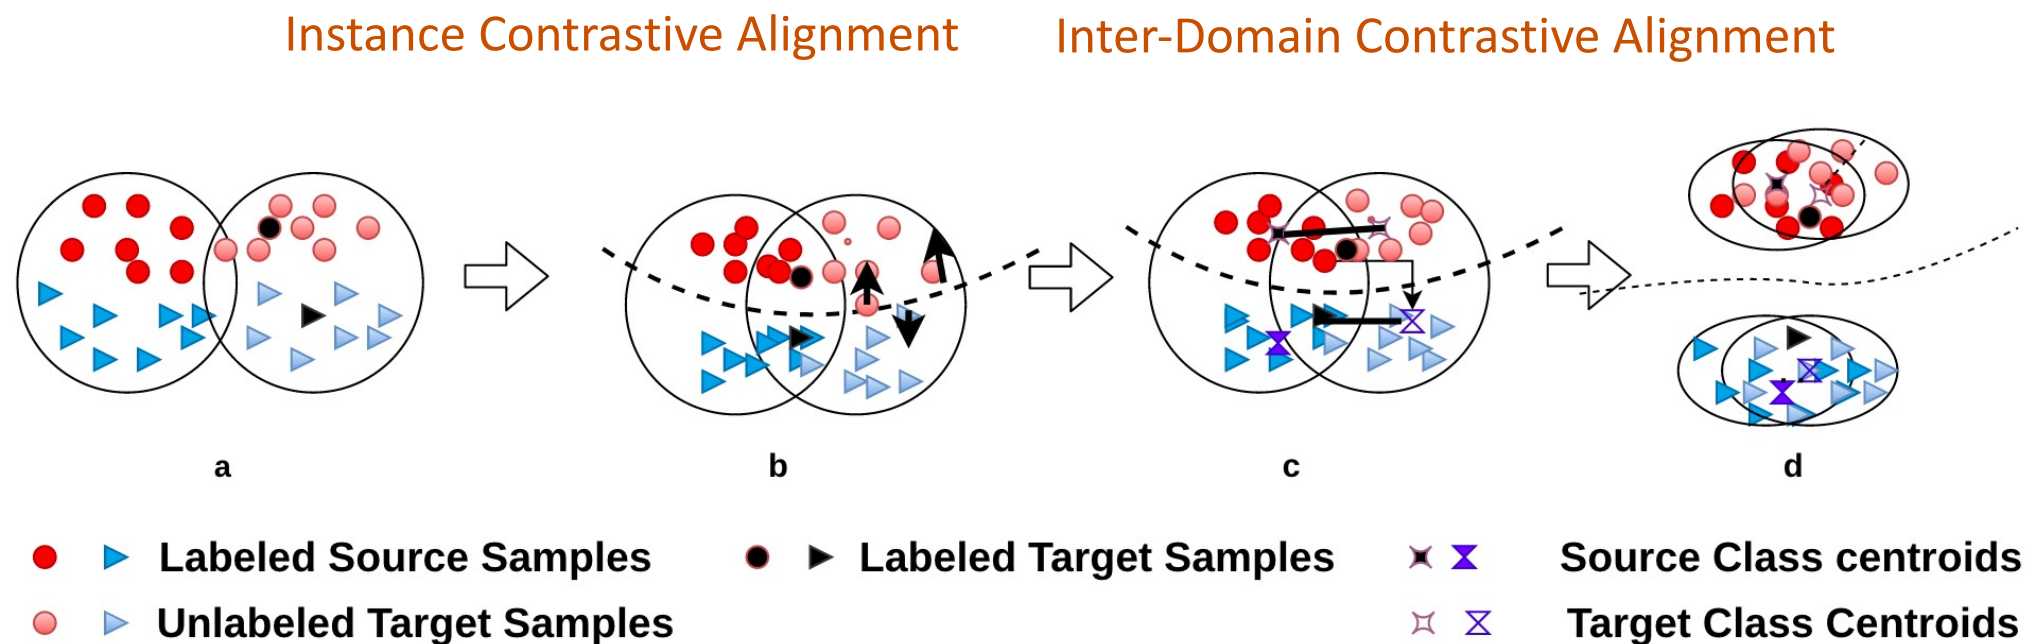 Instance Contrastive Alignment
Inter-Domain Contrastive Alignment
a
b
c
d
Labeled Source Samples
Labeled Target Samples
Source Class centroids
Unlabeled Target Samples
Target Class Centroids